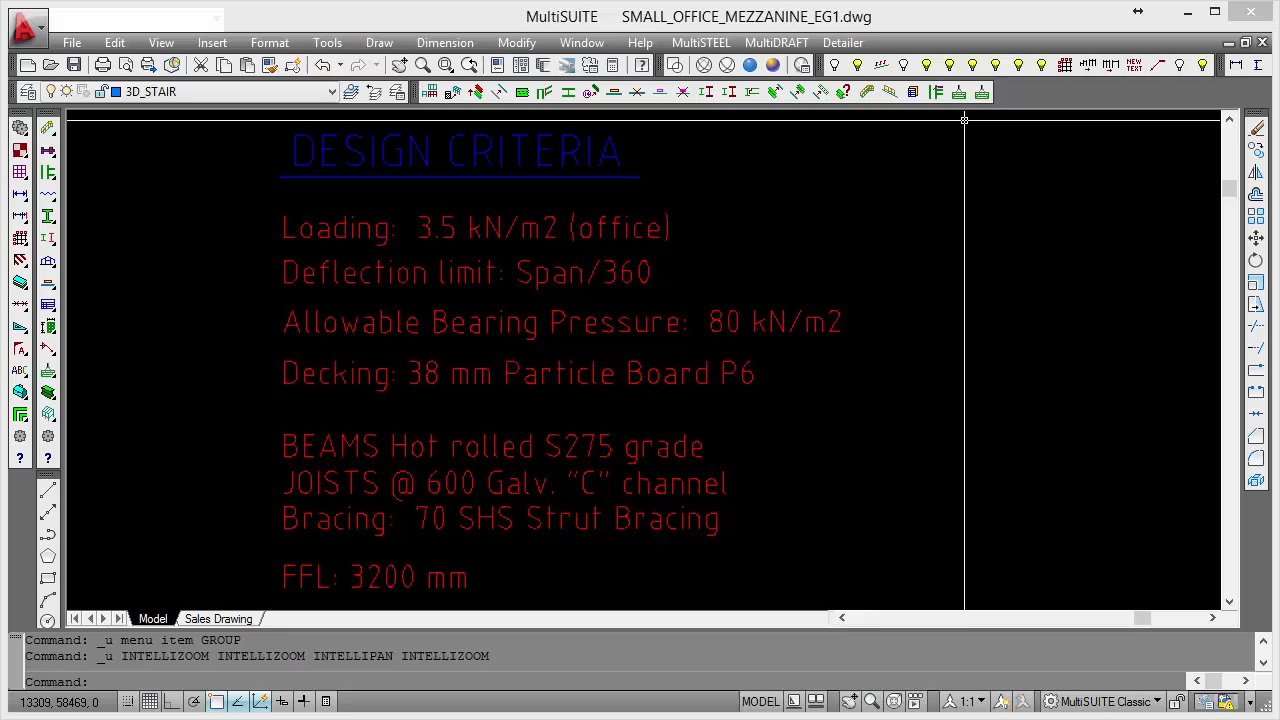 MultiSUITE SMALL_OFFICE_MEZZANINE_EG1.dwg
File Edit View Insert Format Tools Draw Dimension Modify Window Help MultiSTEEL MultiDRAFT Detailer
NEW TEXT
3D_STAIR
ABC
DESIGN CRITERIA
Loading: 3.5 kN/m2 (office)
Deflection limit: Span/360
Allowable Bearing Pressure: 80 kN/m2
Decking: 38 mm Particle Board P6
BEAMS Hot rolled S275 grade
JOISTS @ 600 Galv. "C" channel
Bracing: 70 SHS Strut Bracing
FFL: 3200 mm
Model Sales Drawing
Command: _u menu item GROUP
Command: _u INTELLIZOOM INTELLIZOOM INTELLIPAN INTELLIZOOM
Command:
13309, 58469, 0 MODEL 1:1 MultiSUITE Classic